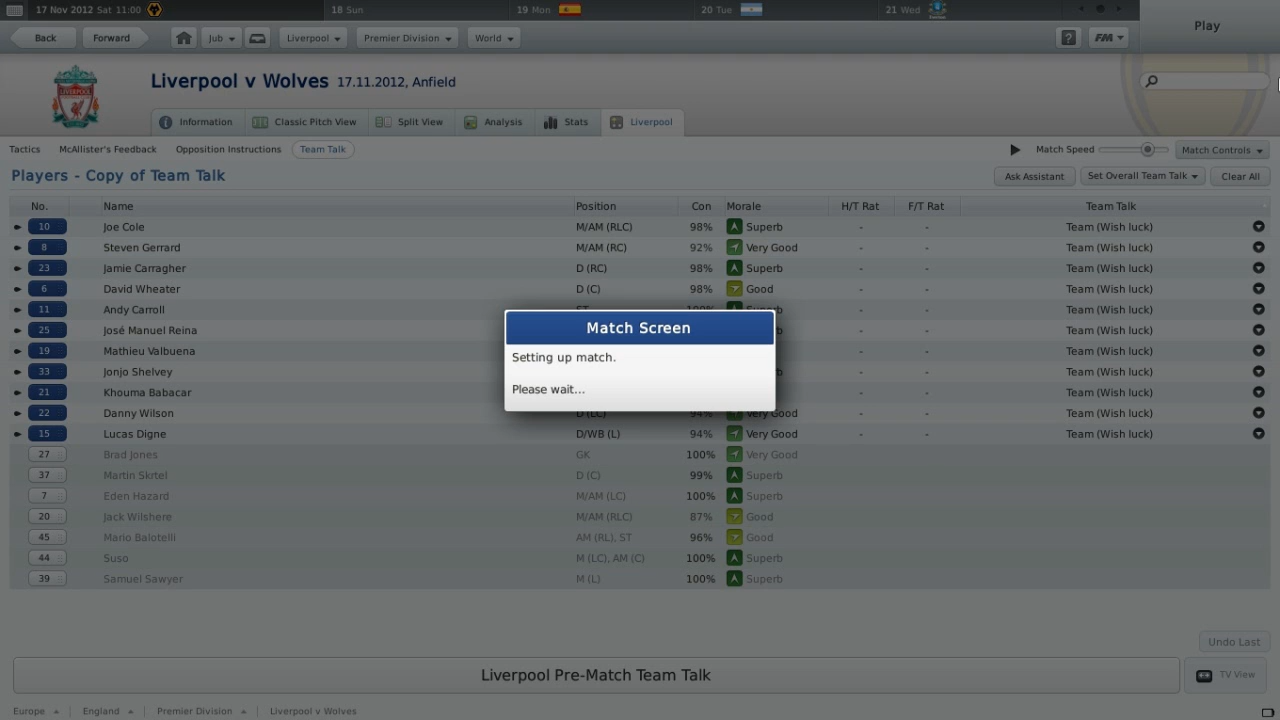 17 Nov 2012 Sat 11:00 18 Sun 19 Mon 20 Tue 21 Wed
Play
Back Forward Jub Liverpool Premier Division World ? FM
Liverpool v Wolves 17.11.2012, Anfield
Information Classic Pitch View Split View Analysis Stats Liverpool
Tactics McAllister's Feedback Opposition Instructions Team Talk Match Speed Match Controls
Players - Copy of Team Talk Ask Assistant Set Overall Team Talk Clear All
No. Name Position Con Morale H/T Rat F/T Rat Team Talk
10 Joe Cole M/AM (RLC) 98% Superb - - Team (Wish luck)
8 Steven Gerrard M/AM (RC) 92% Very Good - - Team (Wish luck)
23 Jamie Carragher D (RC) 98% Superb - - Team (Wish luck)
6 David Wheater D (C) 98% Good - - Team (Wish luck)
11 Andy Carroll ST 100% Superb - - Team (Wish luck)
25 José Manuel Reina - - Team (Wish luck)
19 Mathieu Valbuena - - Team (Wish luck)
33 Jonjo Shelvey - - Team (Wish luck)
21 Khouma Babacar - - Team (Wish luck)
22 Danny Wilson D (LC) 94% Very Good - - Team (Wish luck)
15 Lucas Digne D/WB (L) 94% Very Good - - Team (Wish luck)
27 Brad Jones GK 100% Very Good
37 Martin Skrtel D (C) 99% Superb
7 Eden Hazard M/AM (LC) 100% Superb
20 Jack Wilshere M/AM (RLC) 87% Good
45 Mario Balotelli AM (RL), ST 96% Good
44 Suso M (LC), AM (C) 100% Superb
39 Samuel Sawyer M (L) 100% Superb
Match Screen
Setting up match.
Please wait...
Undo Last
Liverpool Pre-Match Team Talk TV View
Europe England Premier Division Liverpool v Wolves